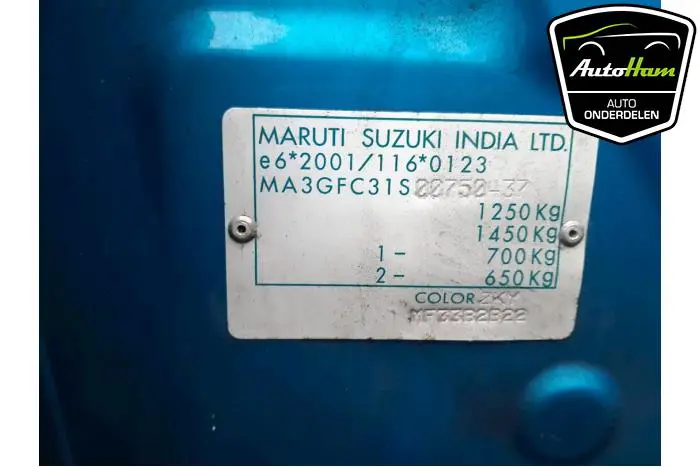 AutoHam
AUTO
ONDERDELEN
MARUTI SUZUKI INDIA LTD.
e6*2001/116*0123
MA3GFC31S00750437
1250Kg
1450Kg
1 - 700Kg
2 - 650Kg
COLOR ZKY
MF33B2B22